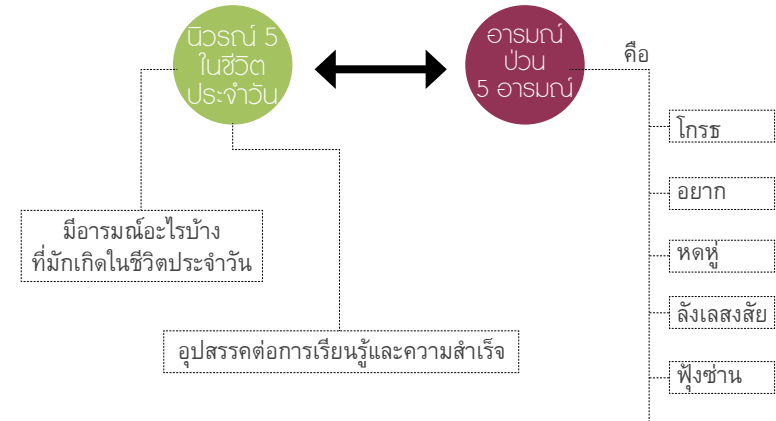 นิวรณ์ 5
ในชีวิต
ประจำวัน
อารมณ์
ป่วน
5 อารมณ์
คือ
โกรธ
อยาก
หดหู่
ลังเลสงสัย
ฟุ้งซ่าน
มีอารมณ์อะไรบ้าง
ที่มักเกิดในชีวิตประจำวัน
อุปสรรคต่อการเรียนรู้และความสำเร็จ